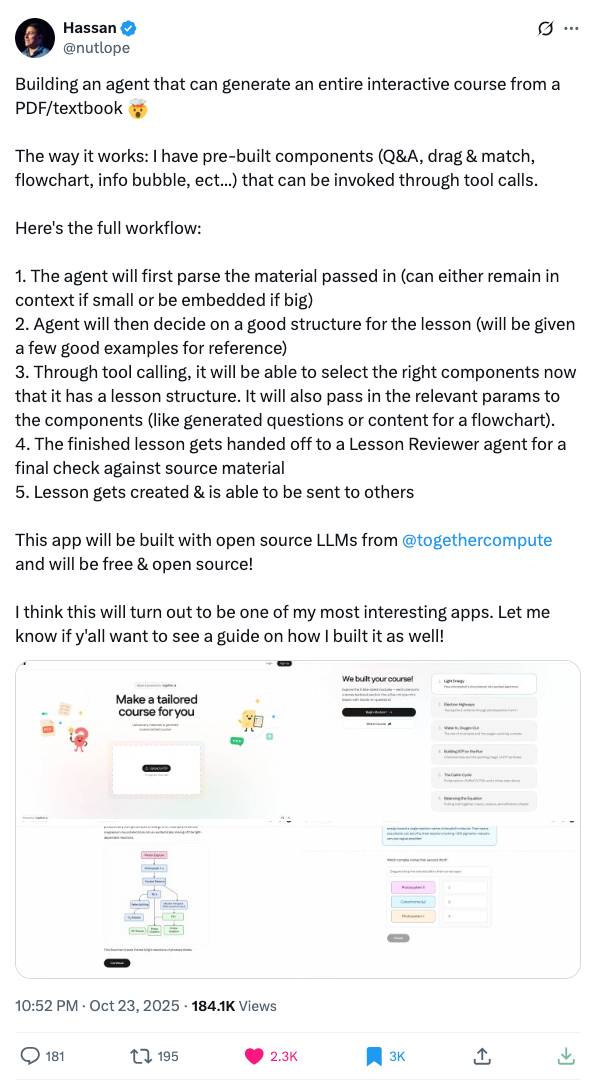 Hassan
@nutlope
Building an agent that can generate an entire interactive course from a
PDF/textbook 🤯
The way it works: I have pre-built components (Q&A, drag & match,
flowchart, info bubble, ect...) that can be invoked through tool calls.
Here's the full workflow:
1. The agent will first parse the material passed in (can either remain in
context if small or be embedded if big)
2. Agent will then decide on a good structure for the lesson (will be given
a few good examples for reference)
3. Through tool calling, it will be able to select the right components now
that it has a lesson structure. It will also pass in the relevant params to
the components (like generated questions or content for a flowchart).
4. The finished lesson gets handed off to a Lesson Reviewer agent for a
final check against source material
5. Lesson gets created & is able to be sent to others
This app will be built with open source LLMs from @togethercompute
and will be free & open source!
I think this will turn out to be one of my most interesting apps. Let me
know if y'all want to see a guide on how I built it as well!
Make a tailored
course for you
We built your course!
Light Energy
Electron Highways
Water to Oxygen Out
Building ATP on the Run
The Calvin Cycle
Balancing the Equation
Photosystem II
Cytochrome b6f
Photosystem I
Continue
10:52 PM · Oct 23, 2025 · 184.1K Views
181
195
2.3K
3K